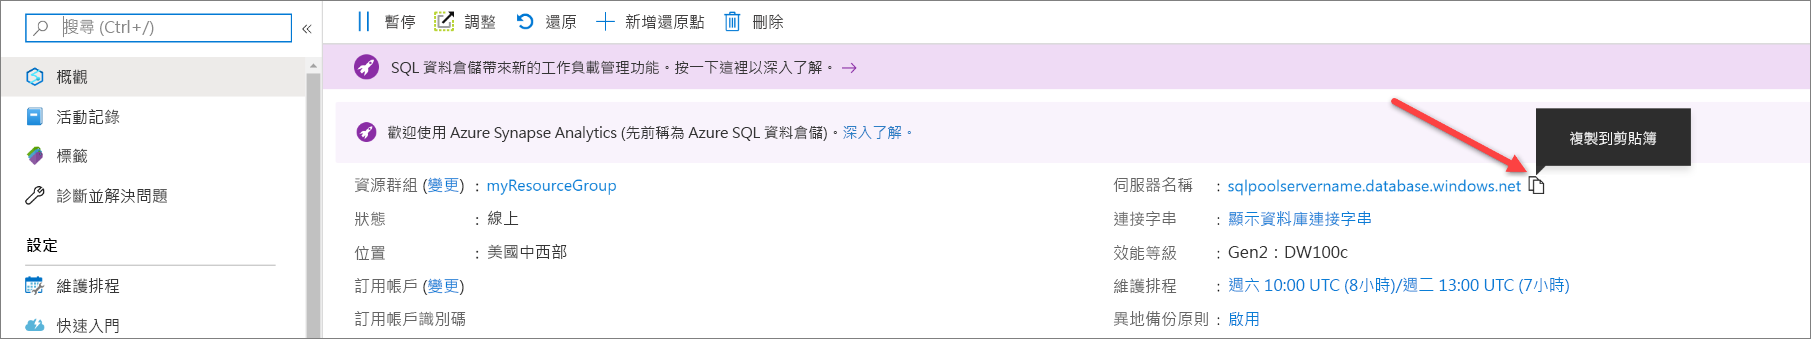 搜尋 (Ctrl+/)
«
概觀
活動記錄
標籤
診斷並解決問題
設定
維護排程
快速入門
暫停 調整 還原 新增還原點 刪除
SQL 資料倉儲帶來新的工作負載管理功能。按一下這裡以深入了解。 →
歡迎使用 Azure Synapse Analytics (先前稱為 Azure SQL 資料倉儲)。深入了解。
複製到剪貼簿
資源群組 (變更) : myResourceGroup
狀態 : 線上
位置 : 美國中西部
訂用帳戶 (變更)
訂用帳戶識別碼
伺服器名稱 : sqlpoolservername.database.windows.net
連接字串 : 顯示資料庫連接字串
效能等級 : Gen2：DW100c
維護排程 : 週六 10:00 UTC (8小時)/週二 13:00 UTC (7小時)
異地備份原則 : 啟用